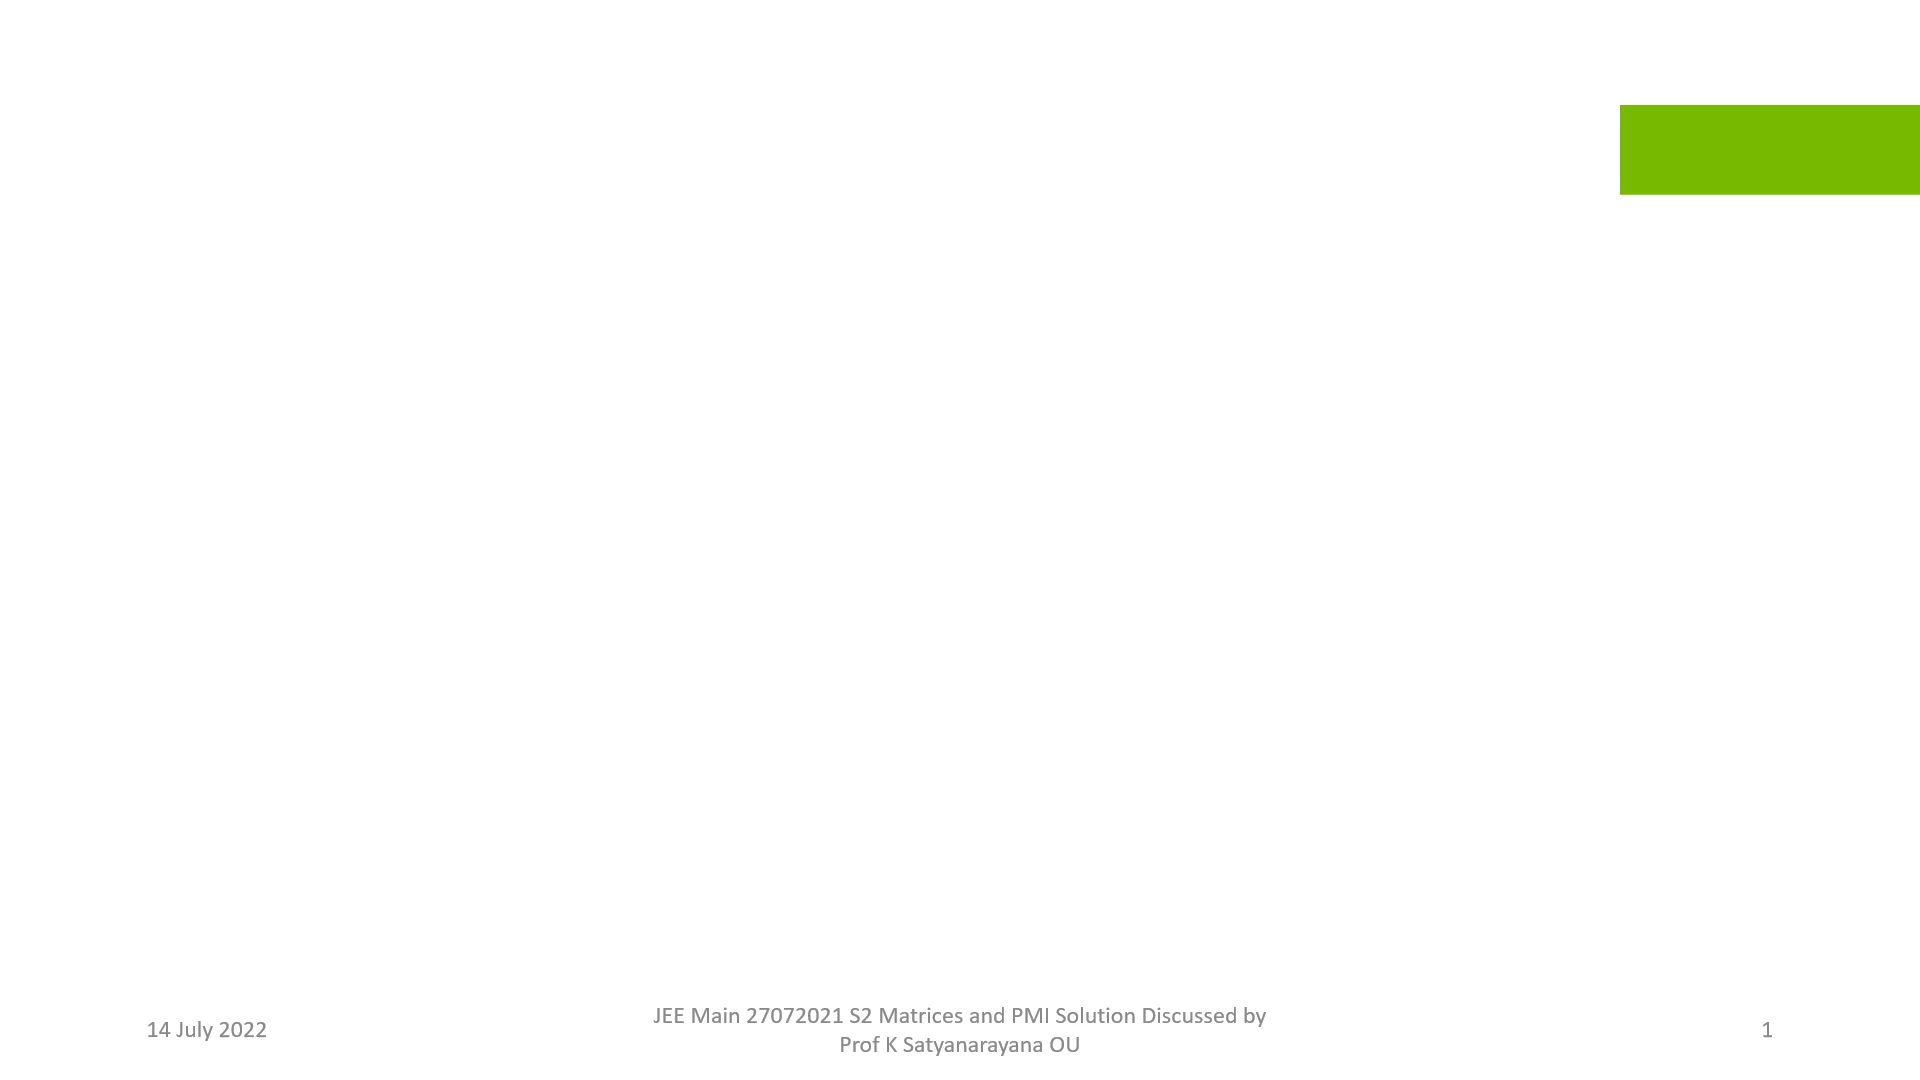 14 July 2022
JEE Main 27072021 S2 Matrices and PMI Solution Discussed by
Prof K Satyanarayana OU
1